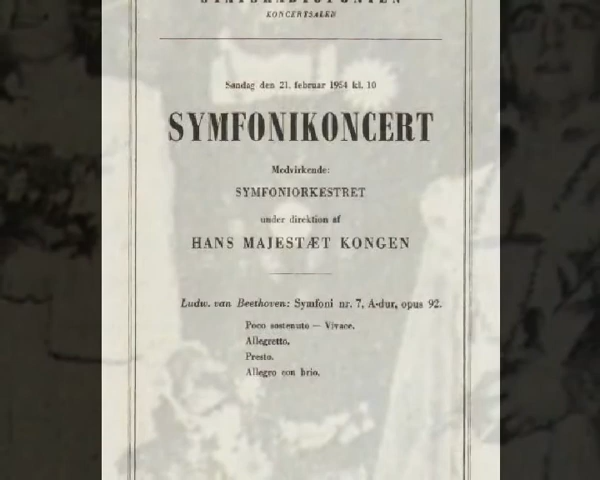 KONCERTSALEN
Søndag den 21. februar 1954 kl. 10
SYMFONIKONCERT
Medvirkende:
SYMFONIORKESTRET
under direktion af
HANS MAJESTÆT KONGEN
Ludw. van Beethoven: Symfoni nr. 7, A-dur, opus 92.
Poco sostenuto — Vivace.
Allegretto.
Presto.
Allegro con brio.